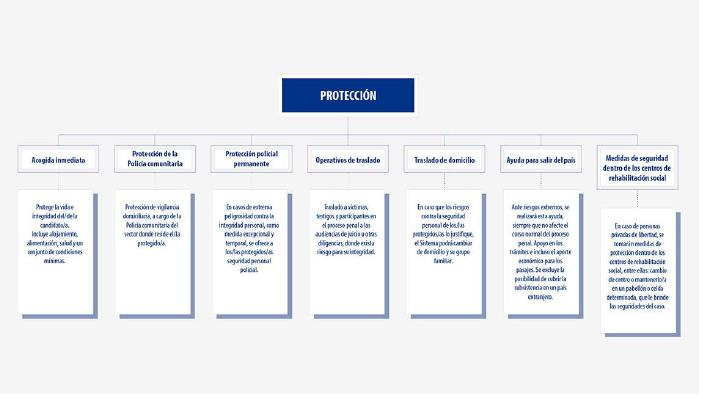 PROTECCIÓN
Acogida inmediata
Protege la vida e
integridad del/de la
candidato/a.
Incluye alojamiento,
alimentación, salud y un
conjunto de condiciones
mínimas.
Protección de la
Policía comunitaria
Protección de vigilancia
domiciliaria, a cargo de la
Policía comunitaria del
sector donde reside el/la
protegido/a.
Protección policial
permanente
En casos de extrema
peligrosidad contra la
integridad personal, como
medida excepcional y
temporal, se ofrece a
los/las protegidos/as
seguridad personal
policial.
Operativos de traslado
Traslado a víctimas,
testigos y participantes en
el proceso penal a las
audiencias de juicio u otras
diligencias, donde exista
riesgo para su integridad.
Traslado de domicilio
En caso que los riesgos
contra la seguridad
personal de los/las
protegidos/as lo justifique,
el Sistema podrá cambiar
de domicilio y su grupo
familiar.
Ayuda para salir del país
Ante riesgos extremos, se
realizará esta ayuda,
siempre que no afecte el
curso normal del proceso
penal. Apoyo en los
trámites e incluso el aporte
económico para los
pasajes. Se excluye la
posibilidad de cubrir la
subsistencia en un país
extranjero.
Medidas de seguridad
dentro de los centros de
rehabilitación social
En caso de personas
privadas de libertad, se
tomarán medidas de
protección dentro de los
centros de rehabilitación
social, entre ellas: cambio
de centro o mantenerlo/a
en un pabellón o celda
determinada, que le brinde
las seguridades del caso.